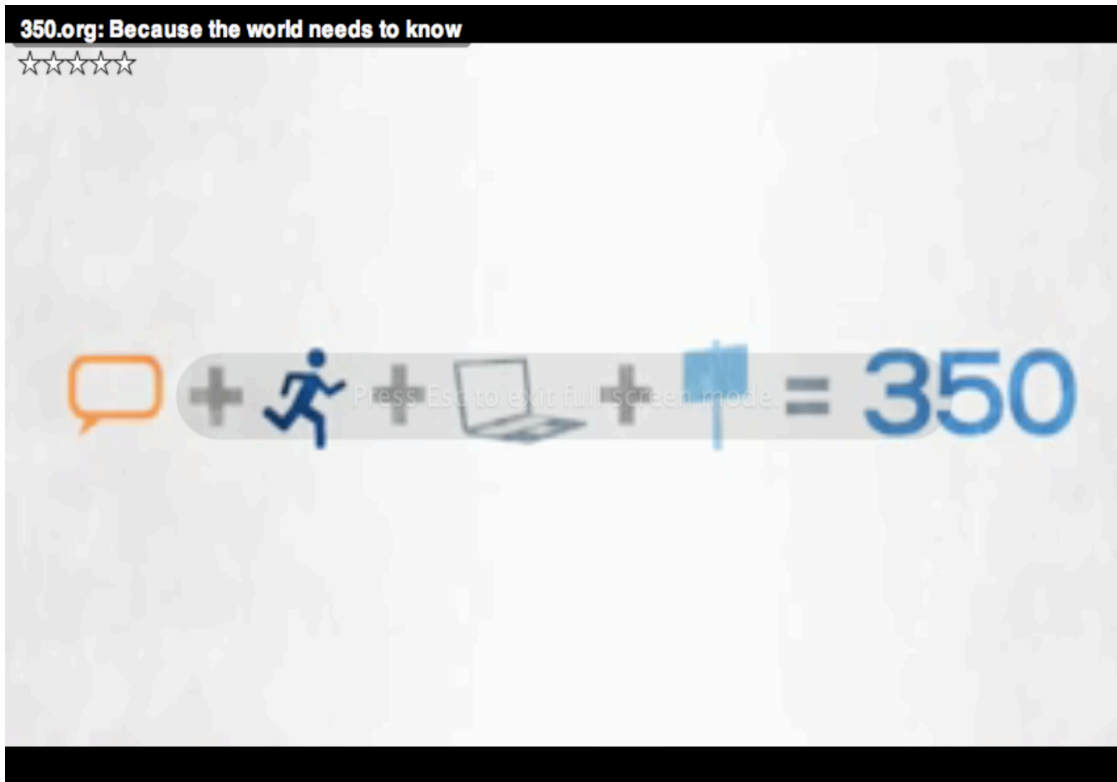 350.org: Because the world needs to know
Press Esc to exit full screen mode.
= 350